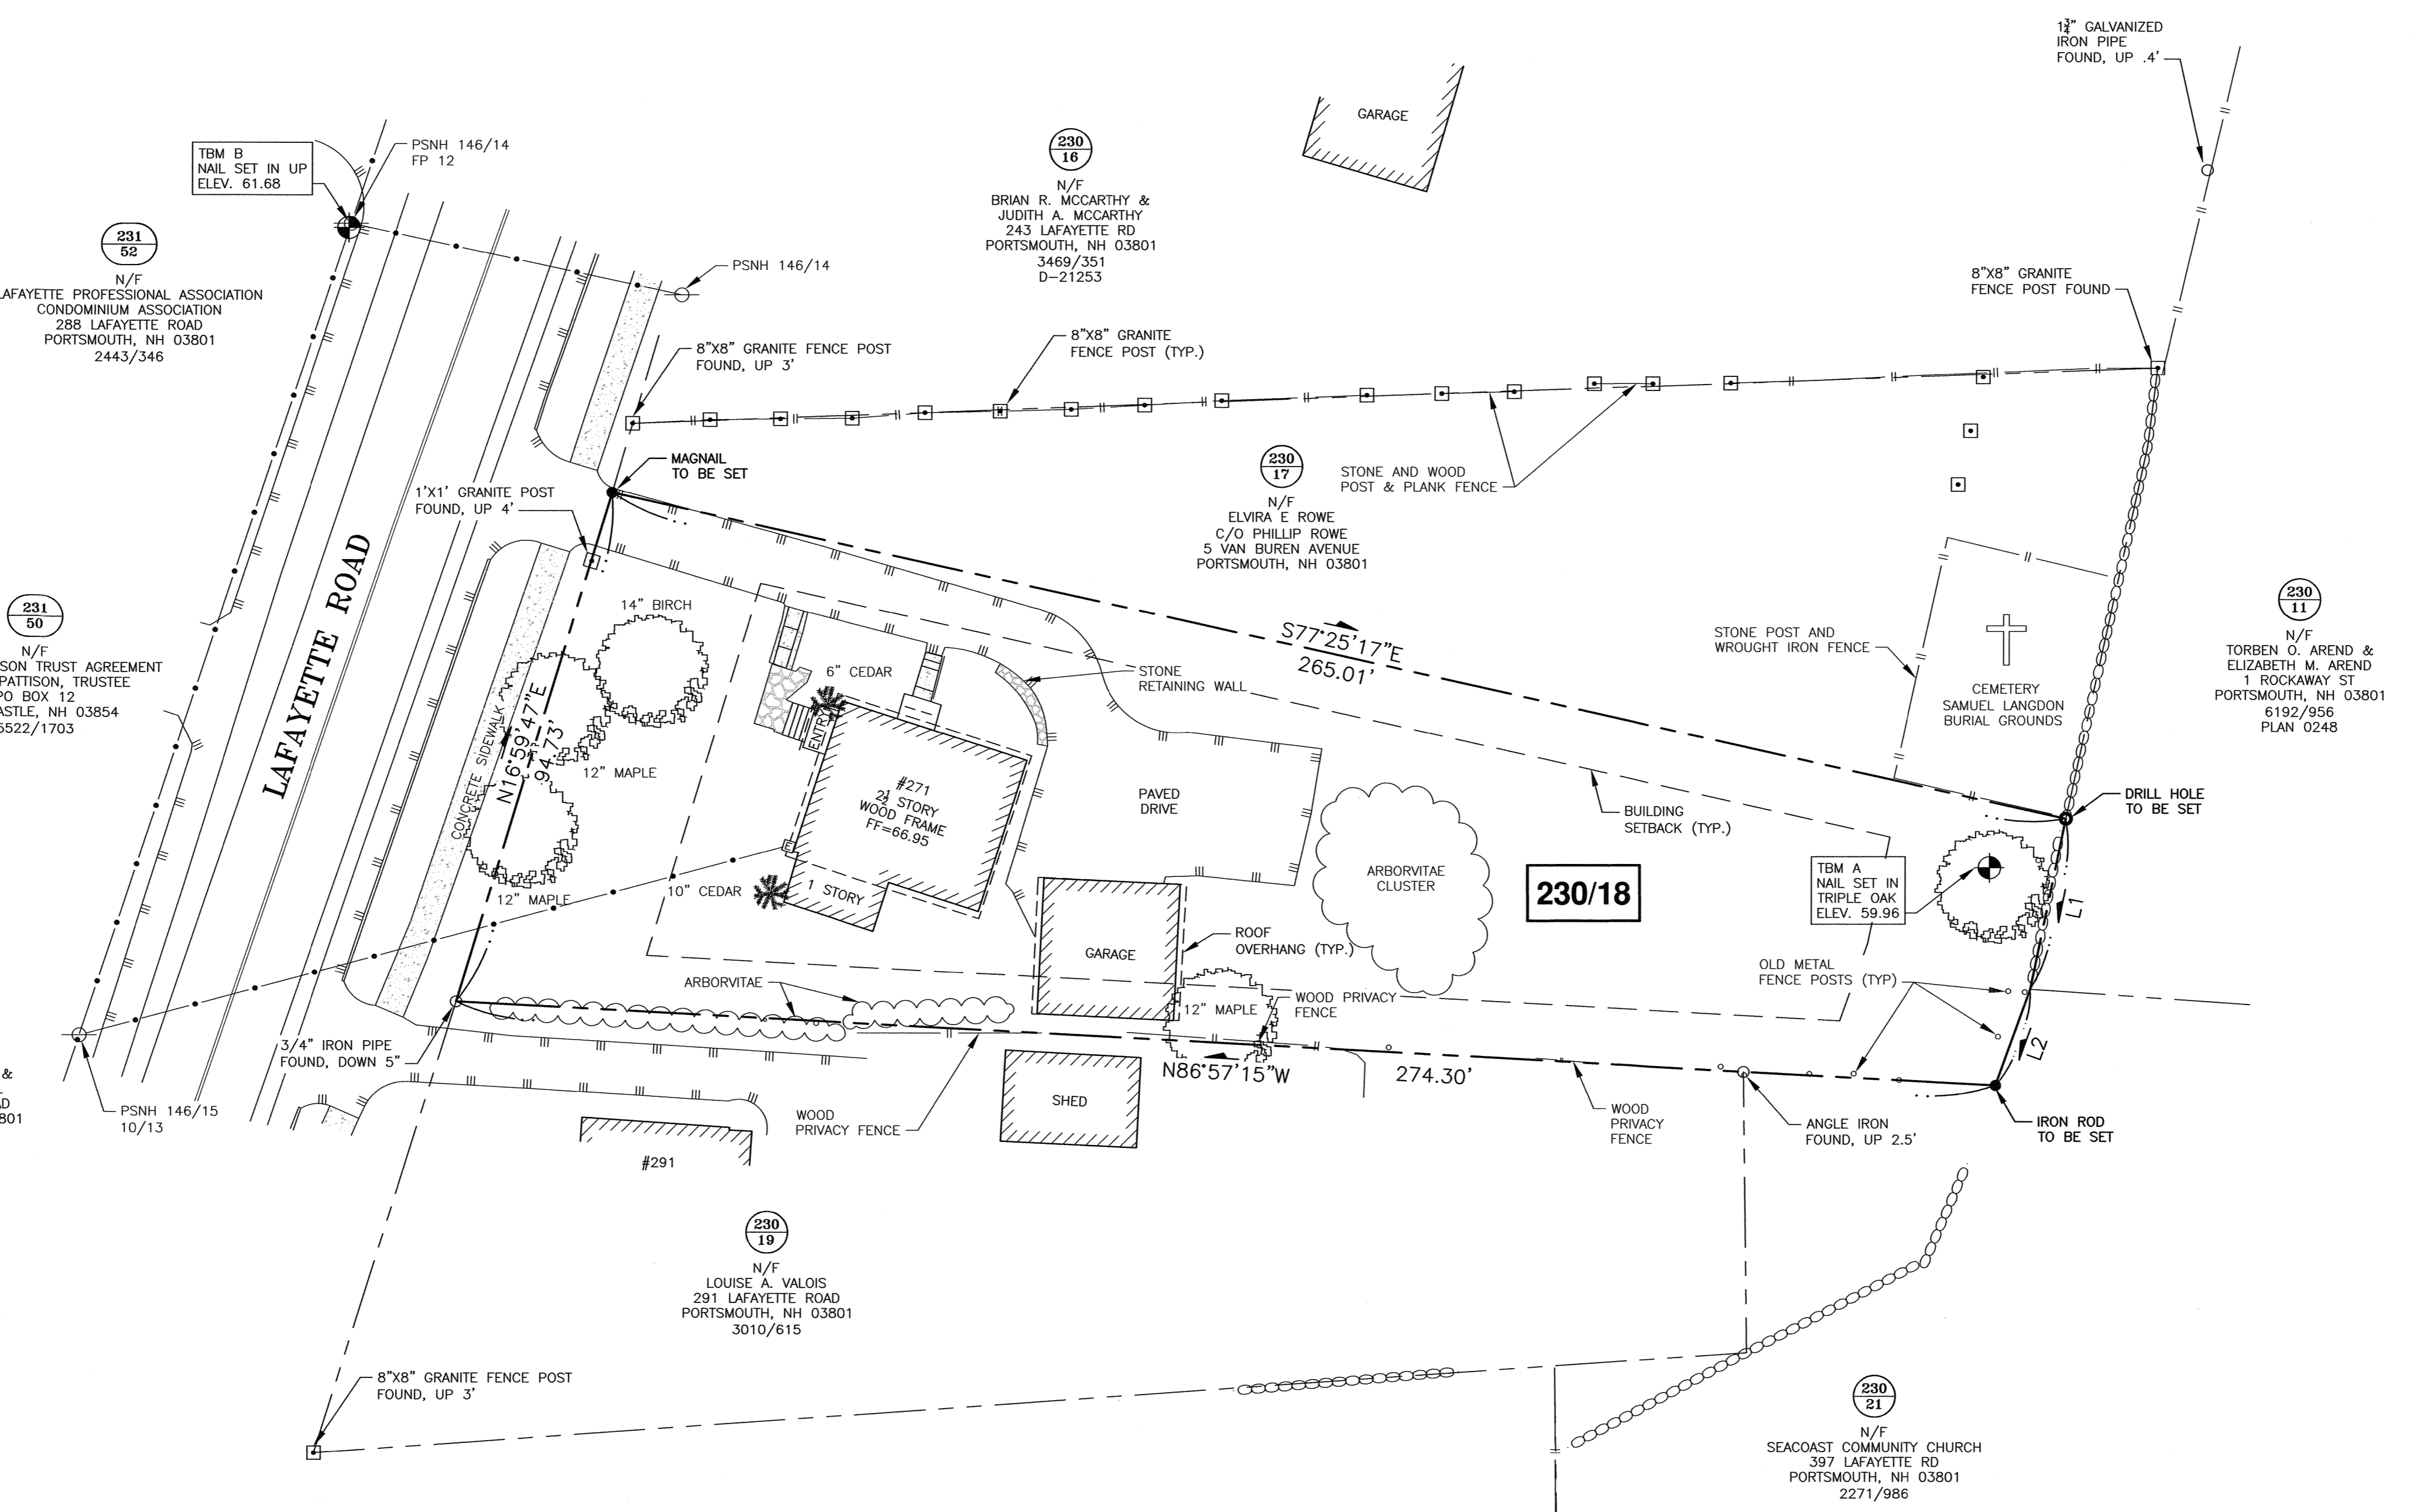 1¾" GALVANIZED
IRON PIPE
FOUND, UP .4'
GARAGE
PSNH 146/14
FP 12
TBM B
NAIL SET IN UP
ELEV. 61.68
230
16
N/F
BRIAN R. MCCARTHY &
JUDITH A. MCCARTHY
243 LAFAYETTE RD
PORTSMOUTH, NH 03801
3469/351
D-21253
231
52
N/F
LAFAYETTE PROFESSIONAL ASSOCIATION
CONDOMINIUM ASSOCIATION
288 LAFAYETTE ROAD
PORTSMOUTH, NH 03801
2443/346
PSNH 146/14
8"X8" GRANITE
FENCE POST FOUND
8"X8" GRANITE FENCE POST
FOUND, UP 3'
8"X8" GRANITE
FENCE POST (TYP.)
MAGNAIL
TO BE SET
1'X1' GRANITE POST
FOUND, UP 4'
STONE AND WOOD
POST & PLANK FENCE
230
17
N/F
ELVIRA E ROWE
C/O PHILLIP ROWE
5 VAN BUREN AVENUE
PORTSMOUTH, NH 03801
LAFAYETTE ROAD
231
50
N/F
SON TRUST AGREEMENT
PATTISON, TRUSTEE
PO BOX 12
ASTLE, NH 03854
5522/1703
14" BIRCH
S77°25'17"E
265.01'
STONE POST AND
WROUGHT IRON FENCE
CEMETERY
SAMUEL LANGDON
BURIAL GROUNDS
230
11
N/F
TORBEN O. AREND &
ELIZABETH M. AREND
1 ROCKAWAY ST
PORTSMOUTH, NH 03801
6192/956
PLAN 0248
6" CEDAR
STONE
RETAINING WALL
ENTRY
CONCRETE SIDEWALK
N16°59'47"E
94.73'
12" MAPLE
#271
2½ STORY
WOOD FRAME
FF=66.95
PAVED
DRIVE
BUILDING
SETBACK (TYP.)
DRILL HOLE
TO BE SET
E
1 STORY
10" CEDAR
12" MAPLE
ARBORVITAE
CLUSTER
230/18
TBM A
NAIL SET IN
TRIPLE OAK
ELEV. 59.96
L1
GARAGE
ROOF
OVERHANG (TYP.)
OLD METAL
FENCE POSTS (TYP)
ARBORVITAE
12" MAPLE
WOOD PRIVACY
FENCE
3/4" IRON PIPE
FOUND, DOWN 5"
N86°57'15"W
274.30'
L2
&
D
801
PSNH 146/15
10/13
SHED
WOOD
PRIVACY FENCE
WOOD
PRIVACY
FENCE
ANGLE IRON
FOUND, UP 2.5'
IRON ROD
TO BE SET
#291
230
19
N/F
LOUISE A. VALOIS
291 LAFAYETTE ROAD
PORTSMOUTH, NH 03801
3010/615
8"X8" GRANITE FENCE POST
FOUND, UP 3'
230
21
N/F
SEACOAST COMMUNITY CHURCH
397 LAFAYETTE RD
PORTSMOUTH, NH 03801
2271/986